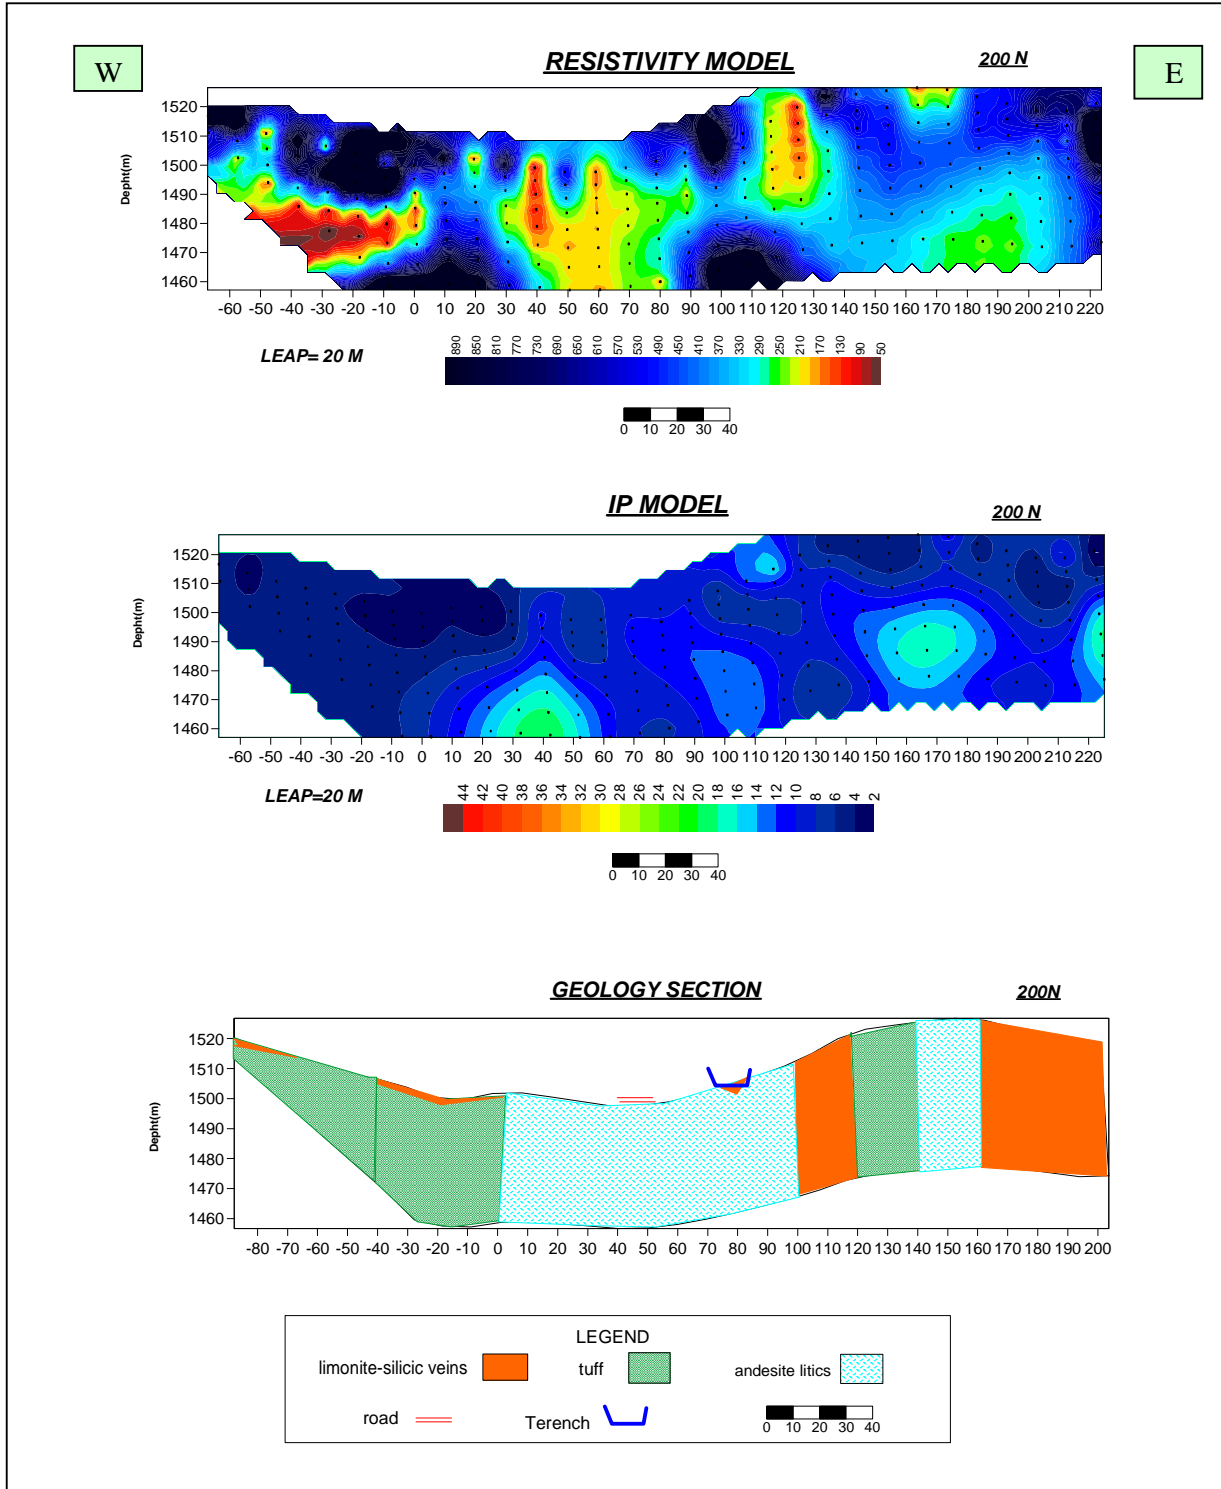 W
RESISTIVITY MODEL
200 N
E
Depht(m)
1520
1510
1500
1490
1480
1470
1460
-60 -50 -40 -30 -20 -10 0 10 20 30 40 50 60 70 80 90 100 110 120 130 140 150 160 170 180 190 200 210 220
LEAP= 20 M
890 850 810 770 730 690 650 610 570 530 490 450 410 370 330 290 250 210 170 130 90 50
0 10 20 30 40
IP MODEL
200 N
Depht(m)
1520
1510
1500
1490
1480
1470
1460
-60 -50 -40 -30 -20 -10 0 10 20 30 40 50 60 70 80 90 100 110 120 130 140 150 160 170 180 190 200 210 220
LEAP=20 M
44 42 40 38 36 34 32 30 28 26 24 22 20 18 16 14 12 10 8 6 4 2
0 10 20 30 40
GEOLOGY SECTION
200N
Depht(m)
1520
1510
1500
1490
1480
1470
1460
-80 -70 -60 -50 -40 -30 -20 -10 0 10 20 30 40 50 60 70 80 90 100 110 120 130 140 150 160 170 180 190 200
LEGEND
limonite-silicic veins
tuff
andesite litics
road
Terench
0 10 20 30 40